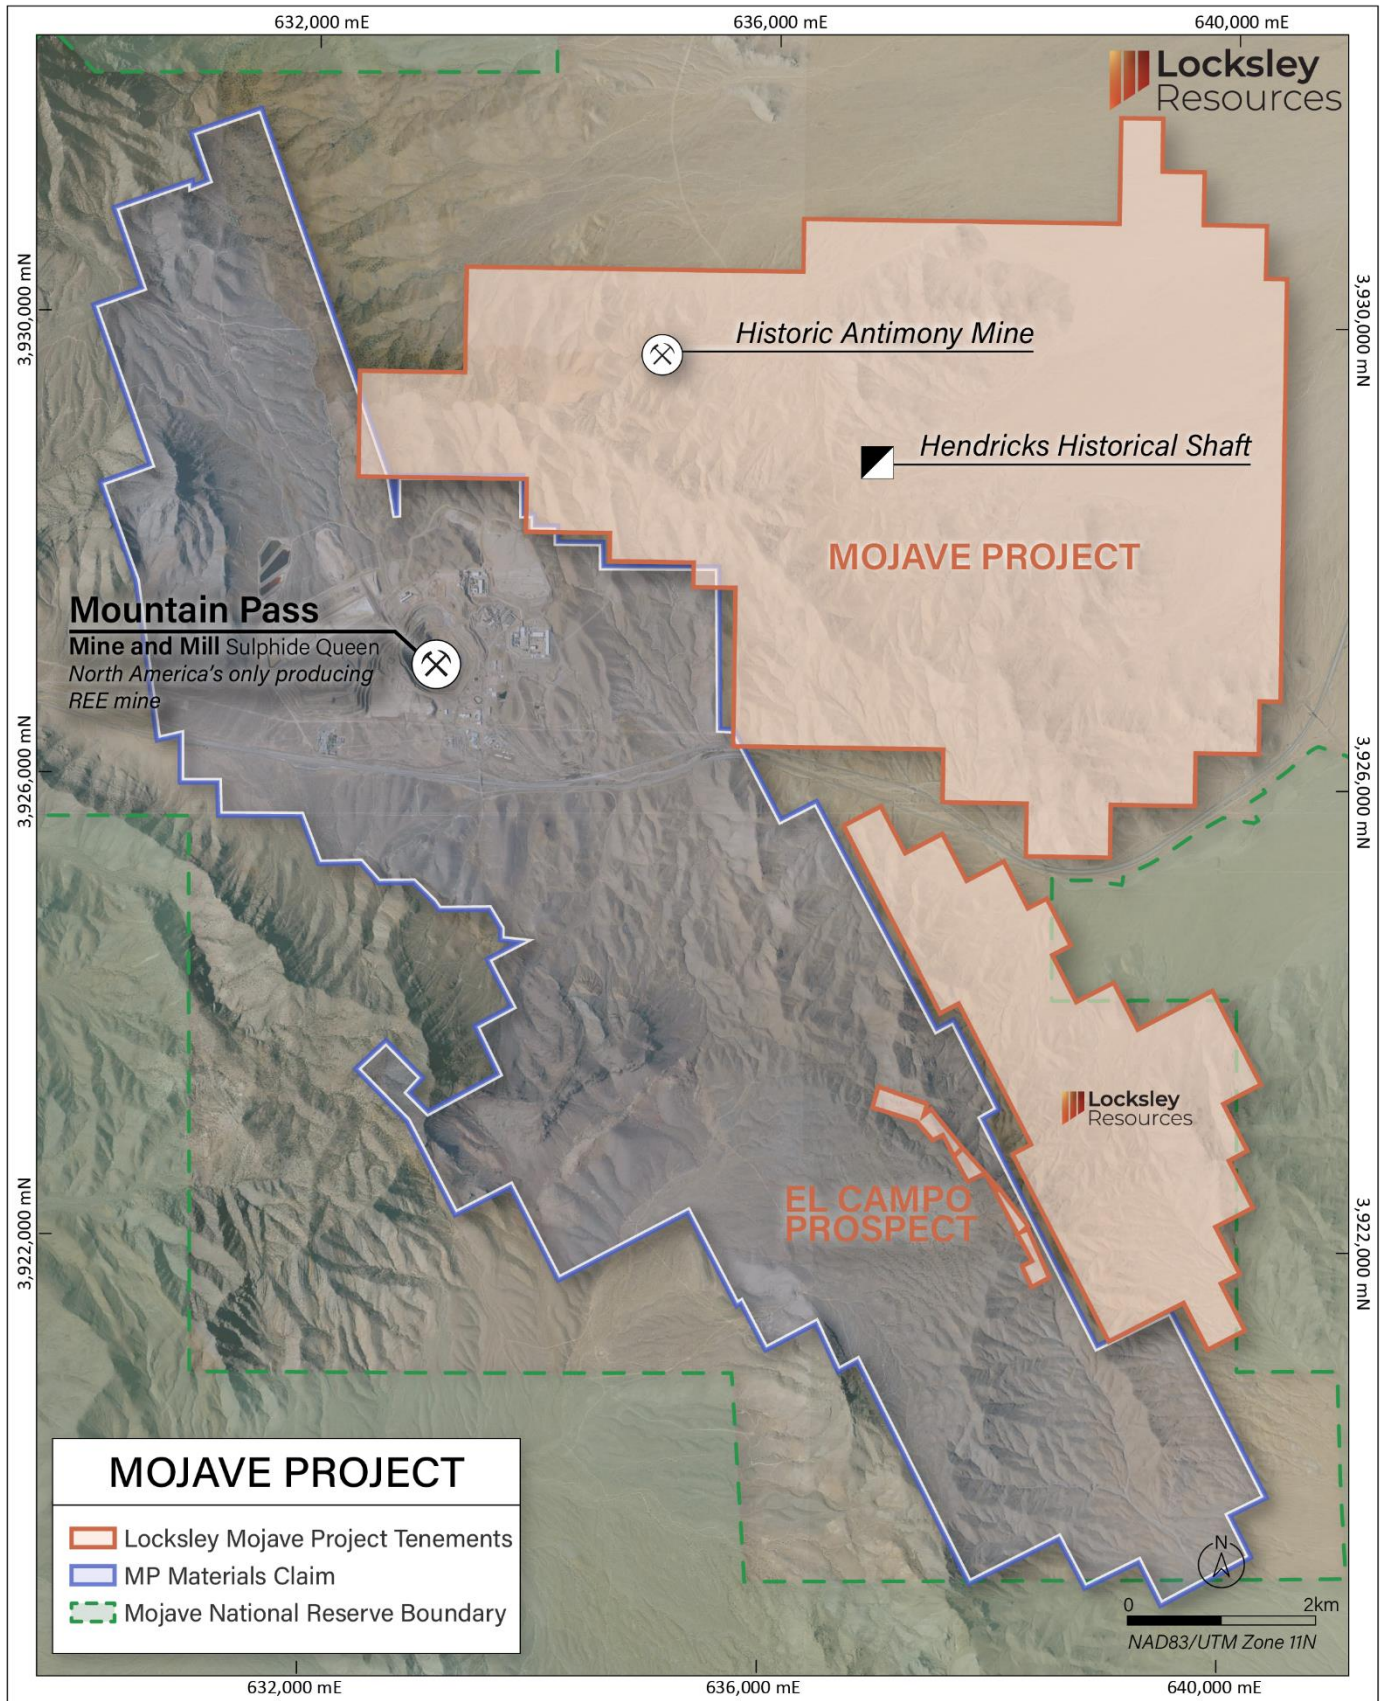 632,000 mE
636,000 mE
640,000 mE
Locksley
Resources
3,930,000 mN
3,930,000 mN
Historic Antimony Mine
Hendricks Historical Shaft
MOJAVE PROJECT
Mountain Pass
Mine and Mill Sulphide Queen
North America's only producing
REE mine
3,926,000 mN
3,926,000 mN
Locksley
Resources
EL CAMPO
PROSPECT
3,922,000 mN
3,922,000 mN
MOJAVE PROJECT
Locksley Mojave Project Tenements
MP Materials Claim
Mojave National Reserve Boundary
N
0 2km
NAD83/UTM Zone 11N
632,000 mE
636,000 mE
640,000 mE